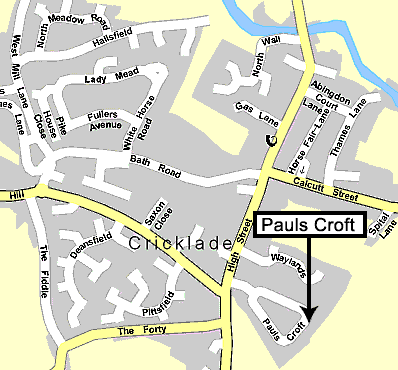 North
Meadow Road
Hallsfield
West Mill Lane
North Wall
Lady Mead
Abingdon
Court
Lane
Gas Lane
Fullers
Avenue
White Horse
Road
Pike
House
Close
Lane
Horse Fair Lane
Thames Lane
Bath Road
Calcutt Street
Hill
Saxon
Close
Pauls Croft
Spital
Lane
Deansfield
Cricklade
High Street
Waylands
The Fiddle
Pittsfield
Pauls
Croft
The Forty